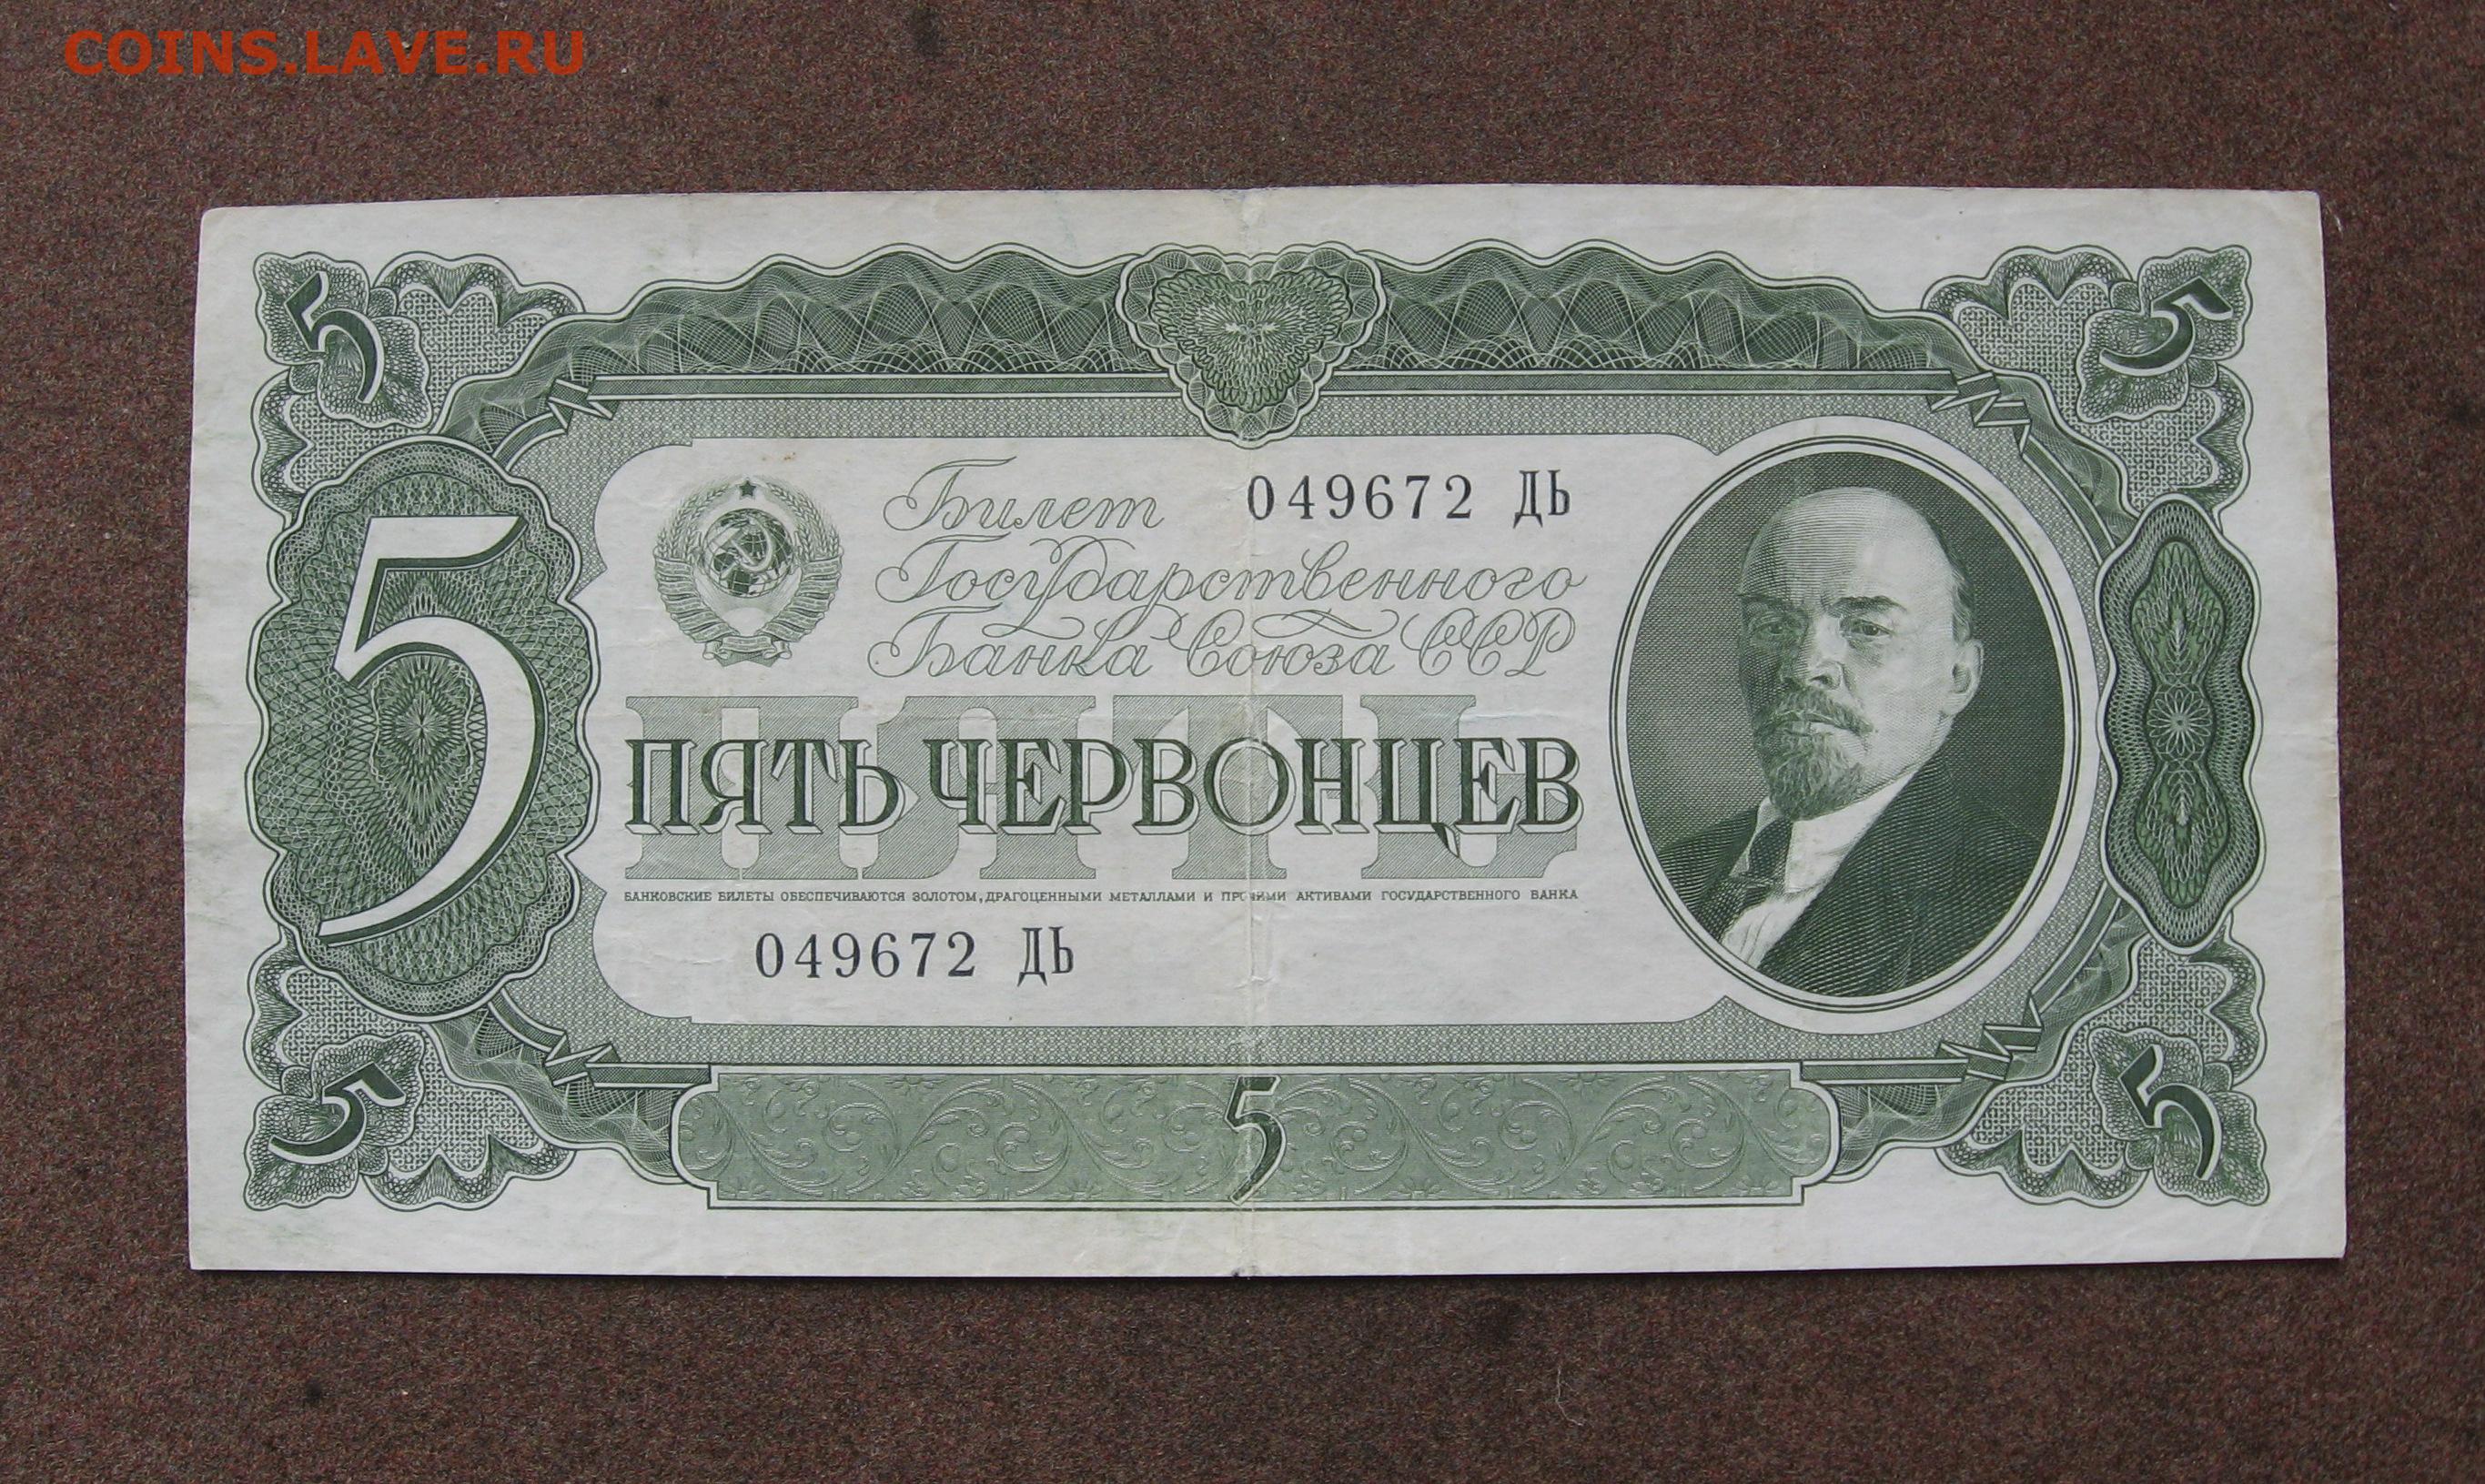 COINS.LAVE.RU
5 5
Билет 049672 ДЬ
Государственного
Банка Союза ССР
5
ПЯТЬ
ПЯТЬ ЧЕРВОНЦЕВ
БАНКОВСКИЕ БИЛЕТЫ ОБЕСПЕЧИВАЮТСЯ ЗОЛОТОМ, ДРАГОЦЕННЫМИ МЕТАЛЛАМИ И ПРОЧИМИ АКТИВАМИ ГОСУДАРСТВЕННОГО БАНКА
049672 ДЬ
5 5 5